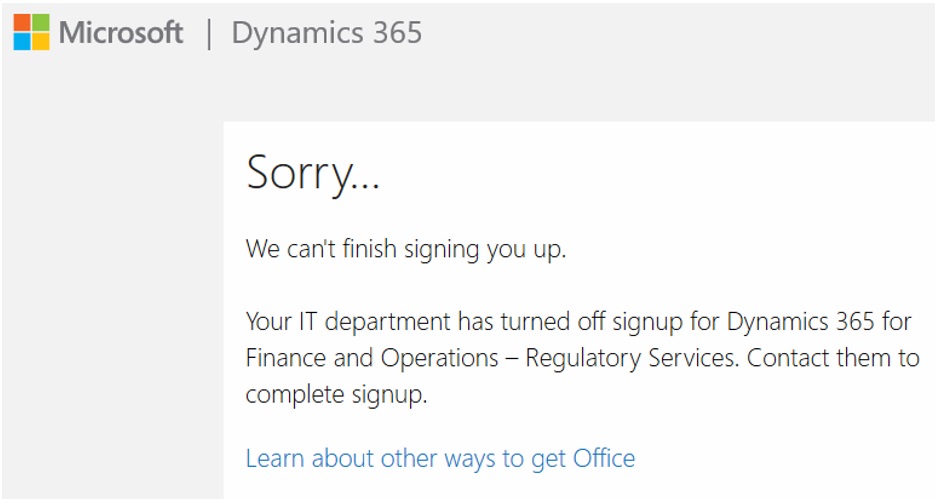 Microsoft | Dynamics 365
Sorry...
We can't finish signing you up.
Your IT department has turned off signup for Dynamics 365 for
Finance and Operations – Regulatory Services. Contact them to
complete signup.
Learn about other ways to get Office